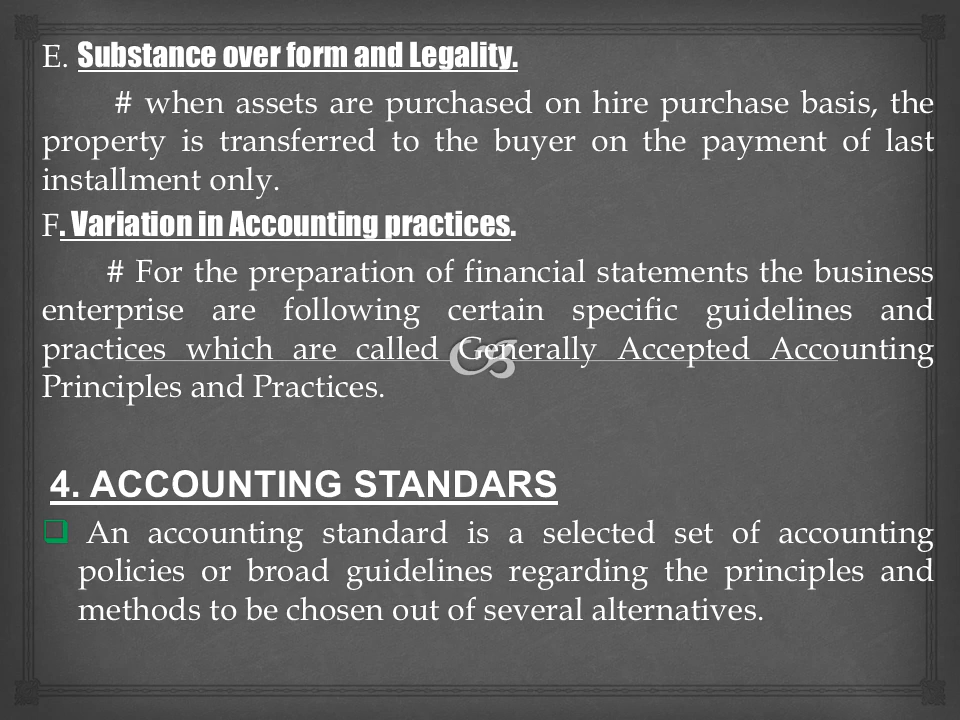 E. Substance over form and Legality.
# when assets are purchased on hire purchase basis, the
property is transferred to the buyer on the payment of last
installment only.
F. Variation in Accounting practices.
# For the preparation of financial statements the business
enterprise are following certain specific guidelines and
practices which are called Generally Accepted Accounting
Principles and Practices.
4. ACCOUNTING STANDARS
An accounting standard is a selected set of accounting
policies or broad guidelines regarding the principles and
methods to be chosen out of several alternatives.